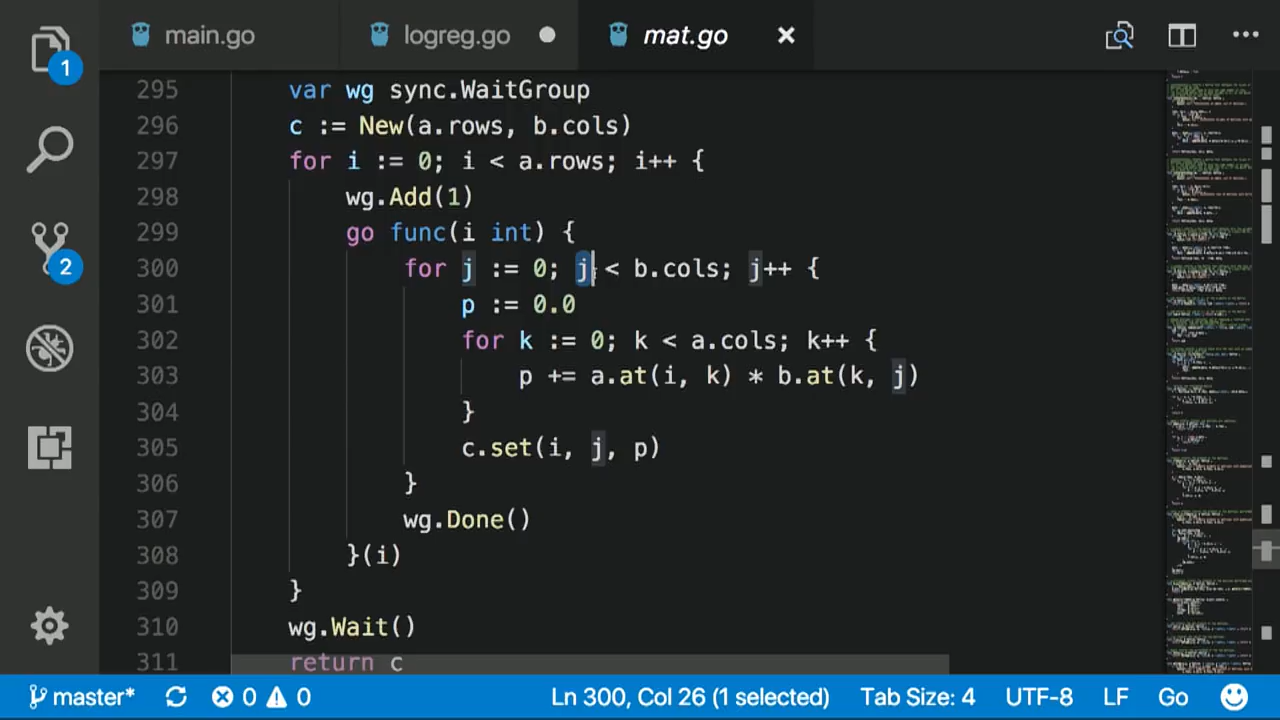 main.go logreg.go mat.go
1
2
295 var wg sync.WaitGroup
296 c := New(a.rows, b.cols)
297 for i := 0; i < a.rows; i++ {
298 wg.Add(1)
299 go func(i int) {
300 for j := 0; j < b.cols; j++ {
301 p := 0.0
302 for k := 0; k < a.cols; k++ {
303 p += a.at(i, k) * b.at(k, j)
304 }
305 c.set(i, j, p)
306 }
307 wg.Done()
308 }(i)
309 }
310 wg.Wait()
311 return c
master* 0 0 Ln 300, Col 26 (1 selected) Tab Size: 4 UTF-8 LF Go